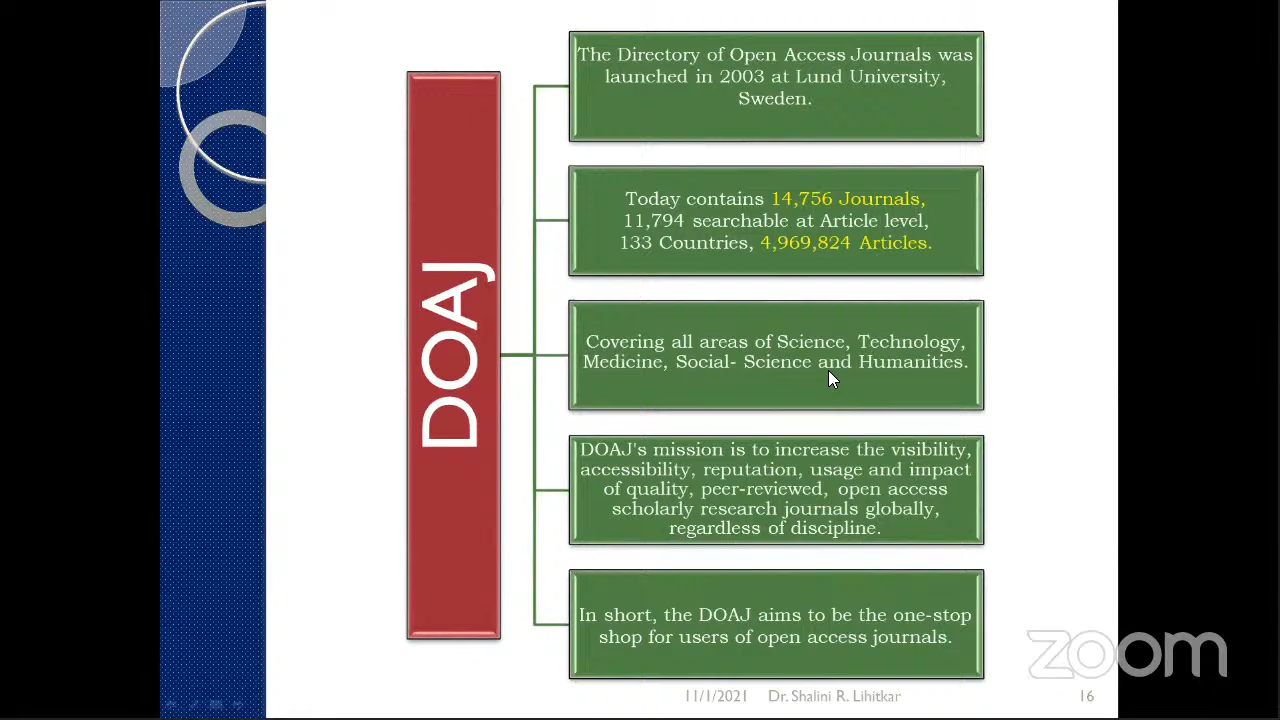 DOAJ
The Directory of Open Access Journals was
launched in 2003 at Lund University,
Sweden.
Today contains 14,756 Journals,
11,794 searchable at Article level,
133 Countries, 4,969,824 Articles.
Covering all areas of Science, Technology,
Medicine, Social- Science and Humanities.
DOAJ's mission is to increase the visibility,
accessibility, reputation, usage and impact
of quality, peer-reviewed, open access
scholarly research journals globally,
regardless of discipline.
In short, the DOAJ aims to be the one-stop
shop for users of open access journals.
11/1/2021 Dr. Shalini R. Lihitkar 16
zoom